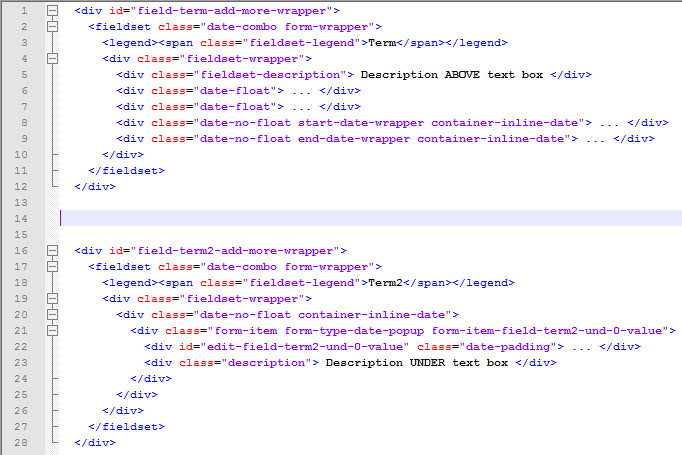 1 <div id="field-term-add-more-wrapper">
2 <fieldset class="date-combo form-wrapper">
3 <legend><span class="fieldset-legend">Term</span></legend>
4 <div class="fieldset-wrapper">
5 <div class="fieldset-description"> Description ABOVE text box </div>
6 <div class="date-float"> ... </div>
7 <div class="date-float"> ... </div>
8 <div class="date-no-float start-date-wrapper container-inline-date"> ... </div>
9 <div class="date-no-float end-date-wrapper container-inline-date"> ... </div>
10 </div>
11 </fieldset>
12 </div>
13
14
15
16 <div id="field-term2-add-more-wrapper">
17 <fieldset class="date-combo form-wrapper">
18 <legend><span class="fieldset-legend">Term2</span></legend>
19 <div class="fieldset-wrapper">
20 <div class="date-no-float container-inline-date">
21 <div class="form-item form-type-date-popup form-item-field-term2-und-0-value">
22 <div id="edit-field-term2-und-0-value" class="date-padding"> ... </div>
23 <div class="description"> Description UNDER text box </div>
24 </div>
25 </div>
26 </div>
27 </fieldset>
28 </div>